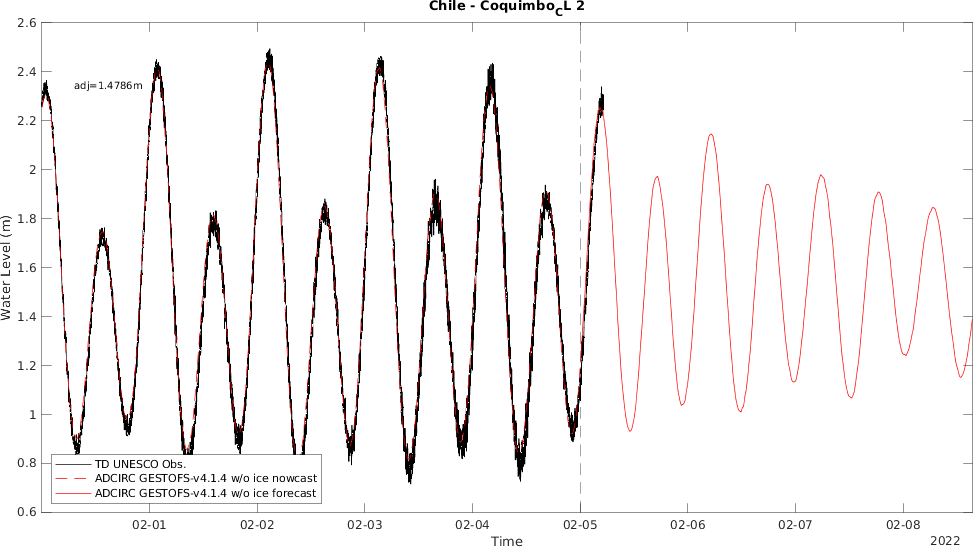 Chile - Coquimbo_CL 2
adj=1.4786m
Water Level (m)
2.6
2.4
2.2
2
1.8
1.6
1.4
1.2
1
0.8
0.6
TD UNESCO Obs.
ADCIRC GESTOFS-v4.1.4 w/o ice nowcast
ADCIRC GESTOFS-v4.1.4 w/o ice forecast
02-01 02-02 02-03 02-04 02-05 02-06 02-07 02-08
Time
2022